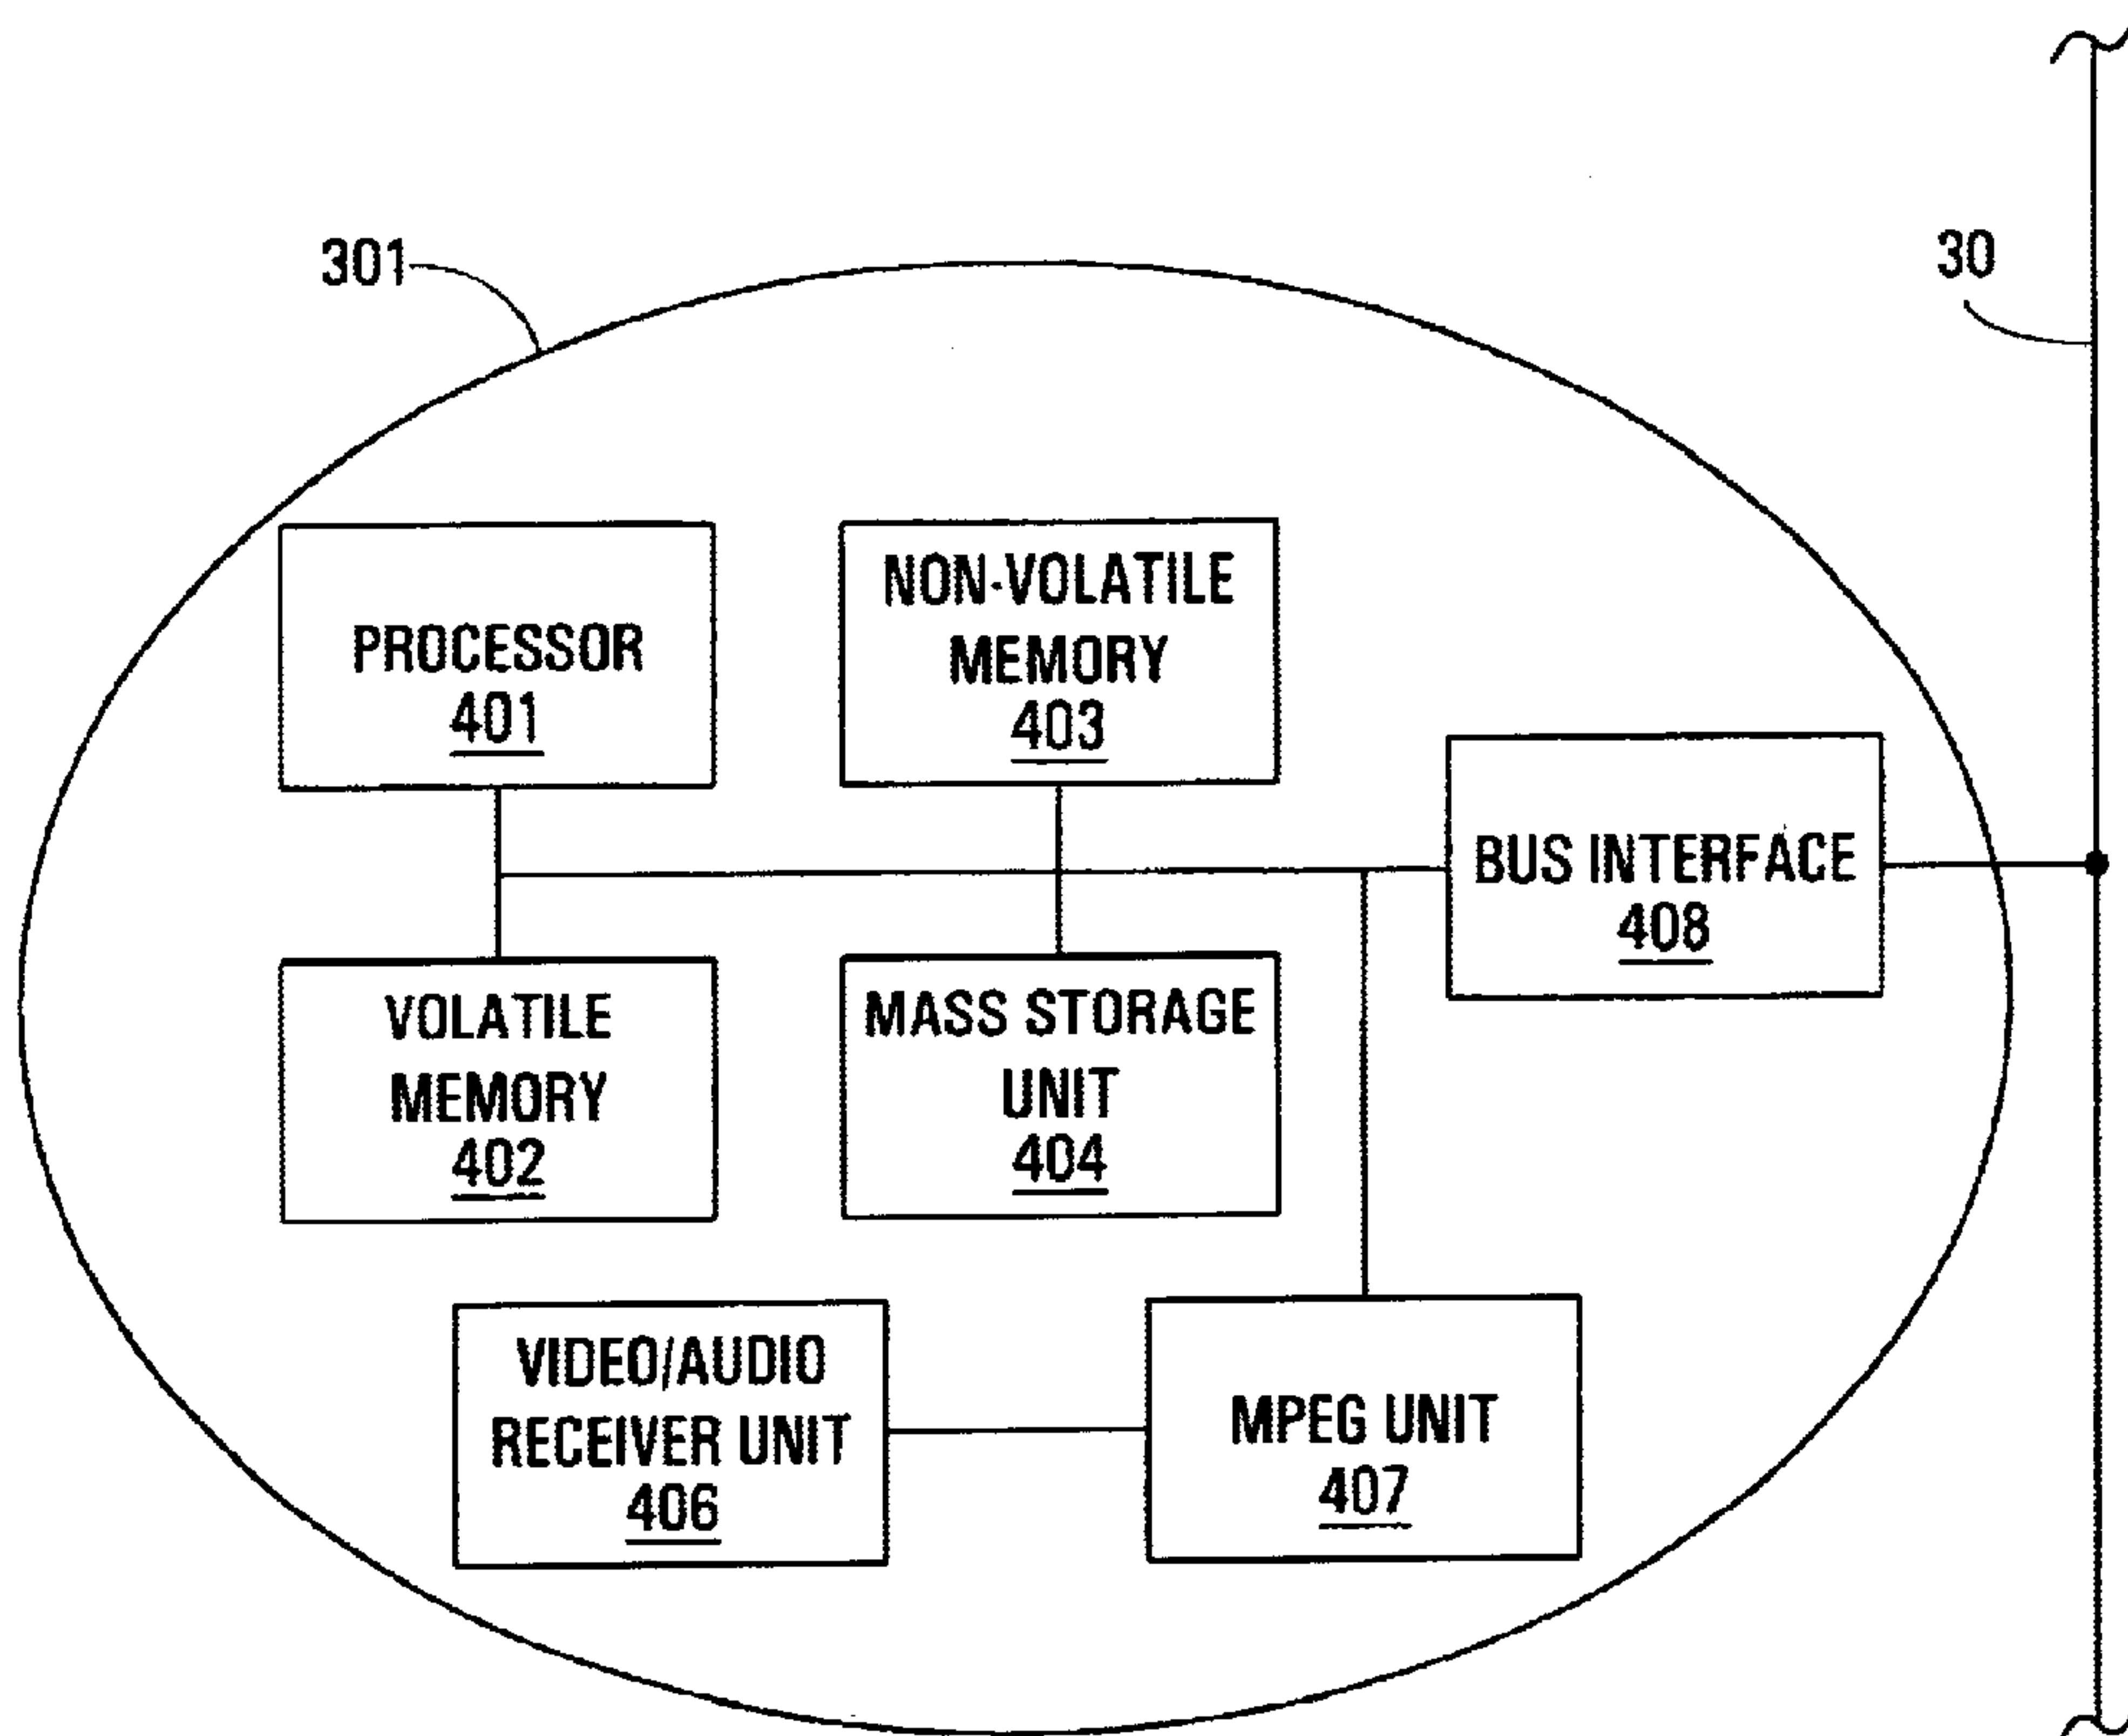 301
30
PROCESSOR
401
NON-VOLATILE
MEMORY
403
BUS INTERFACE
408
VOLATILE
MEMORY
402
MASS STORAGE
UNIT
404
VIDEO/AUDIO
RECEIVER UNIT
406
MPEG UNIT
407